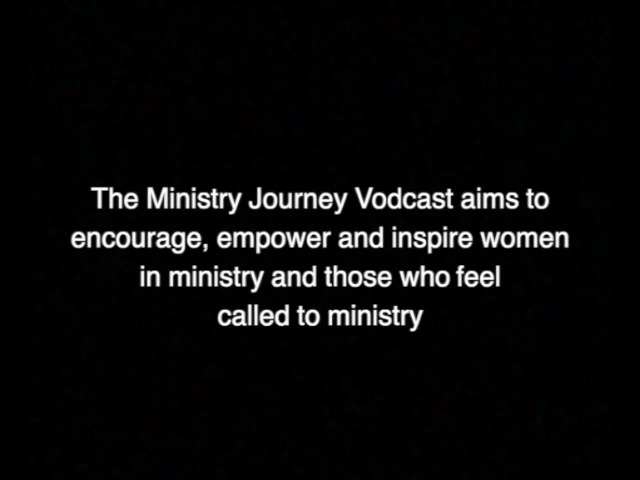 The Ministry Journey Vodcast aims to
encourage, empower and inspire women
in ministry and those who feel
called to ministry